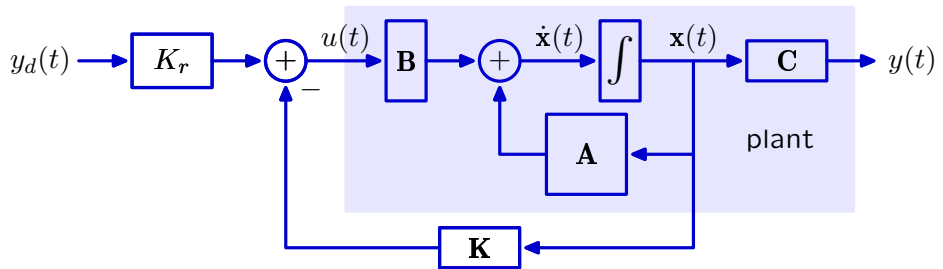 y_d(t) K_r + − u(t) B + ẋ(t) ∫ x(t) C y(t)
A plant
K